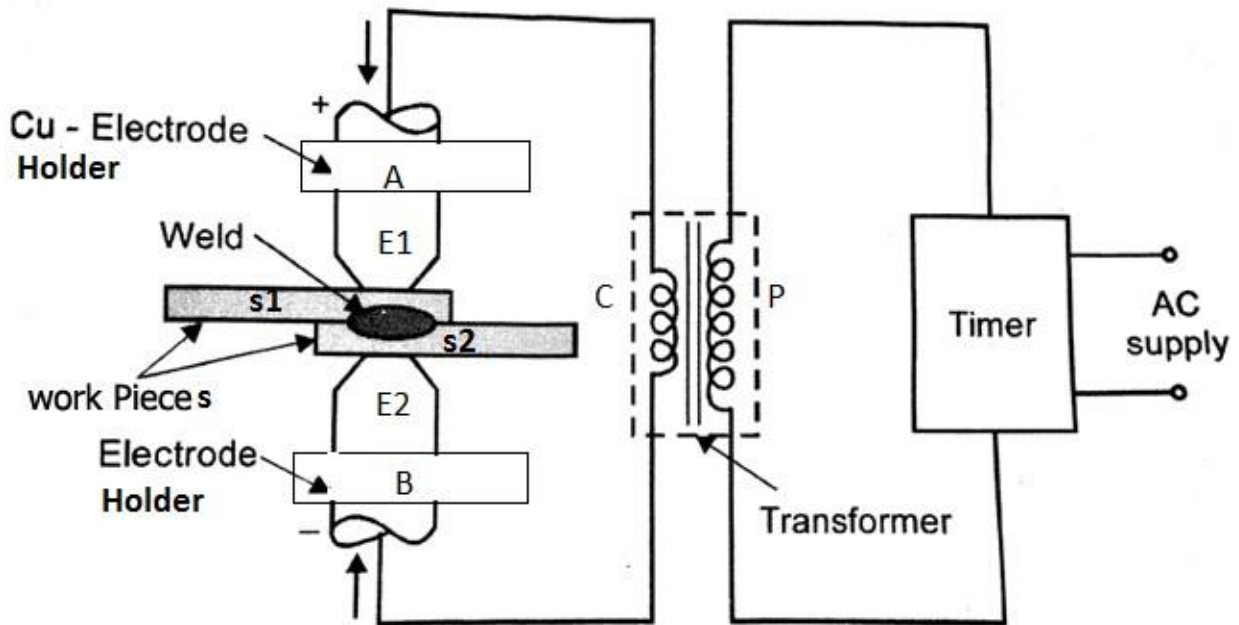 +
Cu - Electrode
Holder
A
Weld
E1
s1
s2
C
P
Timer
AC
supply
work Pieces
E2
Electrode
Holder
B
–
Transformer